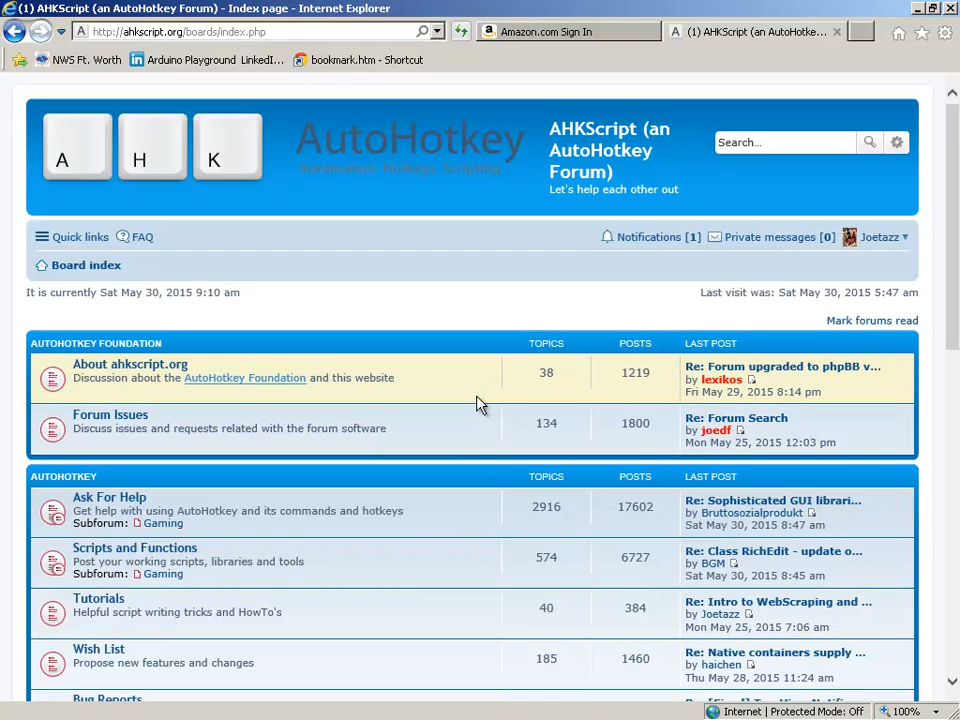 (1) AHKScript (an AutoHotkey Forum) - Index page - Internet Explorer
http://ahkscript.org/boards/index.php
Amazon.com Sign In
(1) AHKScript (an AutoHotke...
NWS Ft. Worth
Arduino Playground LinkedI...
bookmark.htm - Shortcut
A H K
AutoHotkey
Automation. Hotkeys. Scripting.
AHKScript (an
AutoHotkey
Forum)
Let's help each other out
Search...
Quick links
FAQ
Notifications [1]
Private messages [0]
Joetazz
Board index
It is currently Sat May 30, 2015 9:10 am
Last visit was: Sat May 30, 2015 5:47 am
Mark forums read
AUTOHOTKEY FOUNDATION TOPICS POSTS LAST POST
About ahkscript.org
Discussion about the AutoHotkey Foundation and this website
38
1219
Re: Forum upgraded to phpBB v...
by lexikos
Fri May 29, 2015 8:14 pm
Forum Issues
Discuss issues and requests related with the forum software
134
1800
Re: Forum Search
by joedf
Mon May 25, 2015 12:03 pm
AUTOHOTKEY TOPICS POSTS LAST POST
Ask For Help
Get help with using AutoHotkey and its commands and hotkeys
Subforum: Gaming
2916
17602
Re: Sophisticated GUI librari...
by Bruttosozialprodukt
Sat May 30, 2015 8:47 am
Scripts and Functions
Post your working scripts, libraries and tools
Subforum: Gaming
574
6727
Re: Class RichEdit - update o...
by BGM
Sat May 30, 2015 8:45 am
Tutorials
Helpful script writing tricks and HowTo's
40
384
Re: Intro to WebScraping and ...
by Joetazz
Mon May 25, 2015 7:06 am
Wish List
Propose new features and changes
185
1460
Re: Native containers supply ...
by haichen
Thu May 28, 2015 11:24 am
Bug Reports
Internet | Protected Mode: Off
100%